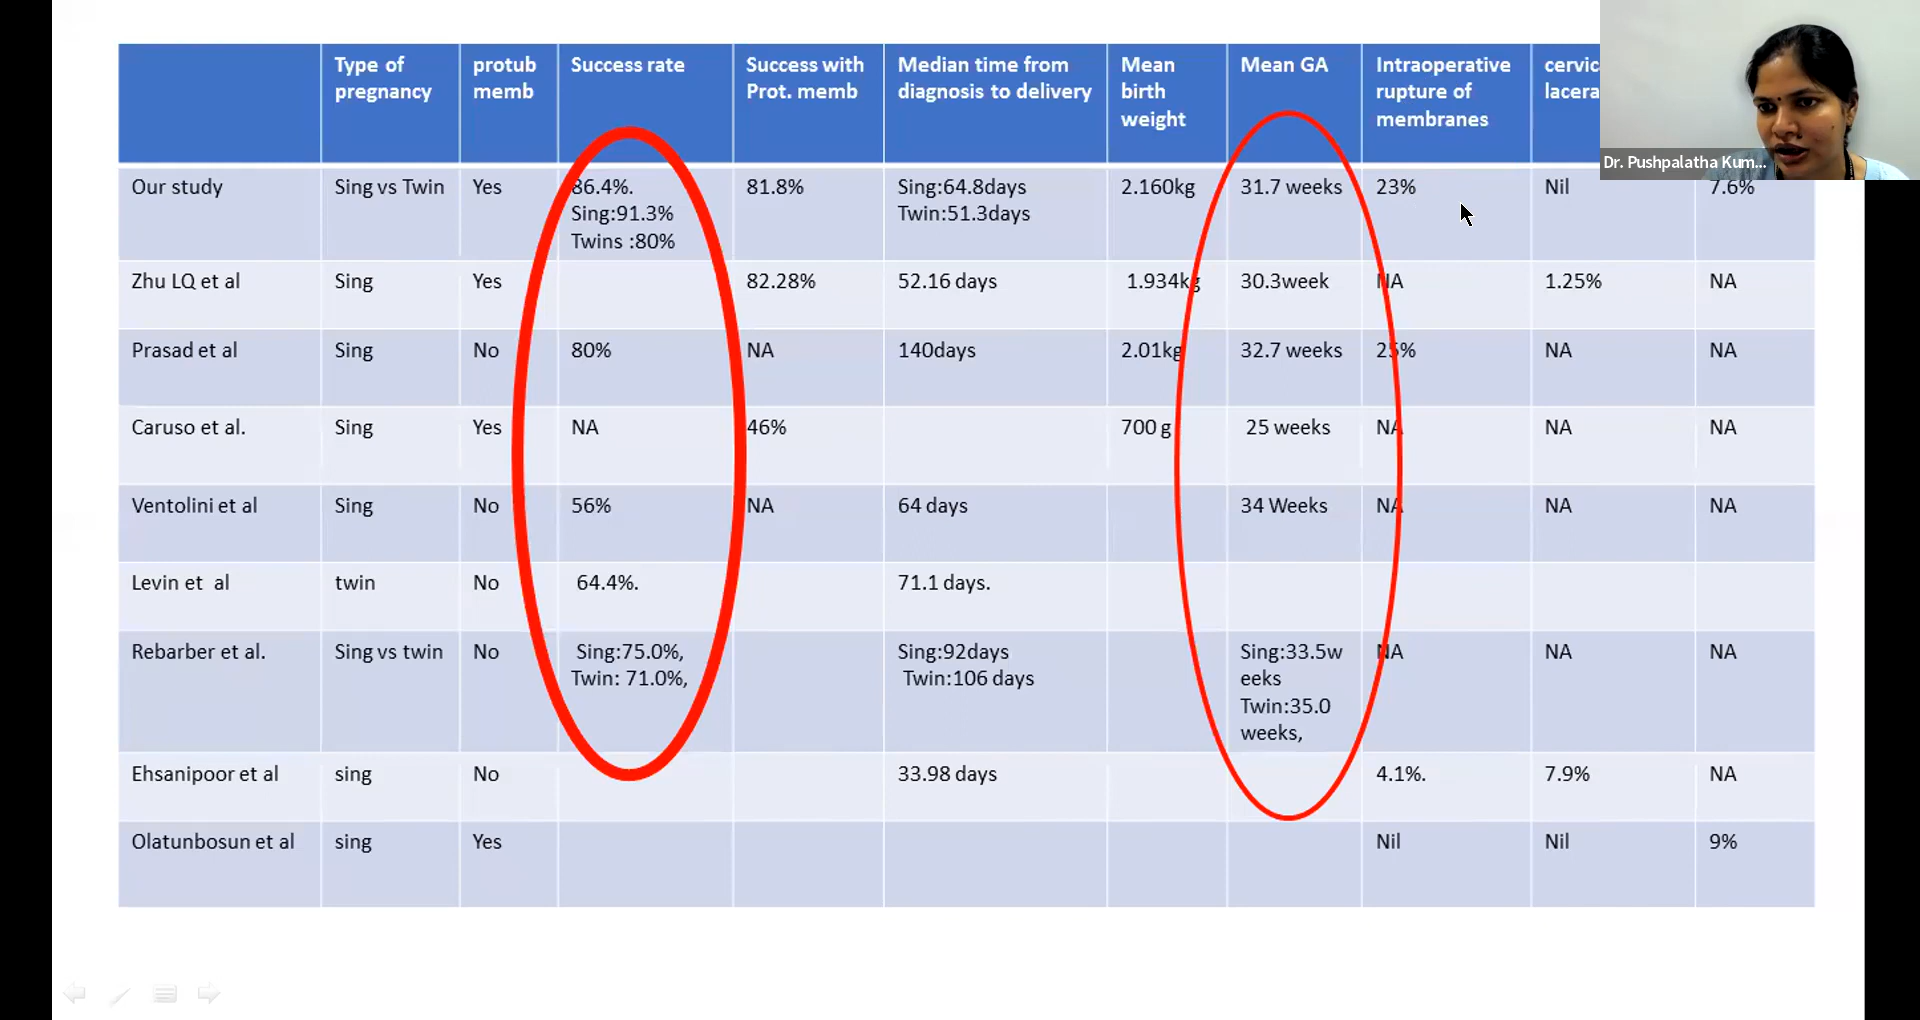 Type of pregnancy
protub memb
Success rate
Success with Prot. memb
Median time from diagnosis to delivery
Mean birth weight
Mean GA
Intraoperative rupture of membranes
Dr. Pushpalatha Kum...
Our study
Sing vs Twin
Yes
86.4%.
Sing:91.3%
Twins :80%
81.8%
Sing:64.8days
Twin:51.3days
2.160kg
31.7 weeks
23%
Nil
7.6%
Zhu LQ et al
Sing
Yes
82.28%
52.16 days
1.934kg
30.3week
NA
1.25%
NA
Prasad et al
Sing
No
80%
NA
140days
2.01kg
32.7 weeks
25%
NA
NA
Caruso et al.
Sing
Yes
NA
46%
700 g
25 weeks
NA
NA
NA
Ventolini et al
Sing
No
56%
NA
64 days
34 Weeks
NA
NA
NA
Levin et al
twin
No
64.4%.
71.1 days.
Rebarber et al.
Sing vs twin
No
Sing:75.0%,
Twin: 71.0%,
Sing:92days
Twin:106 days
Sing:33.5w
eeks
Twin:35.0
weeks,
NA
NA
NA
Ehsanipoor et al
sing
No
33.98 days
4.1%.
7.9%
NA
Olatunbosun et al
sing
Yes
Nil
Nil
9%